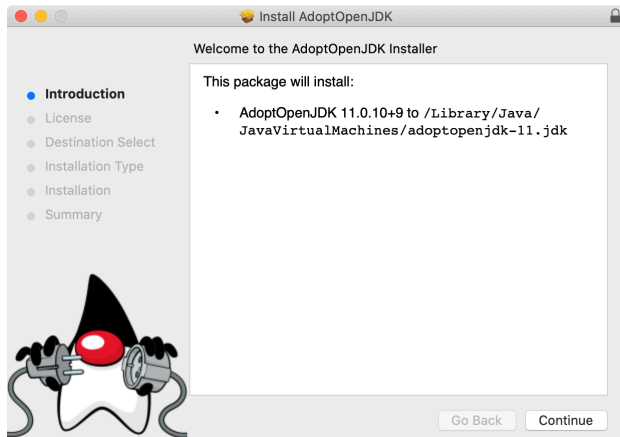 Install AdoptOpenJDK
Welcome to the AdoptOpenJDK Installer
Introduction
License
Destination Select
Installation Type
Installation
Summary
This package will install:
• AdoptOpenJDK 11.0.10+9 to /Library/Java/
JavaVirtualMachines/adoptopenjdk-11.jdk
Go Back
Continue